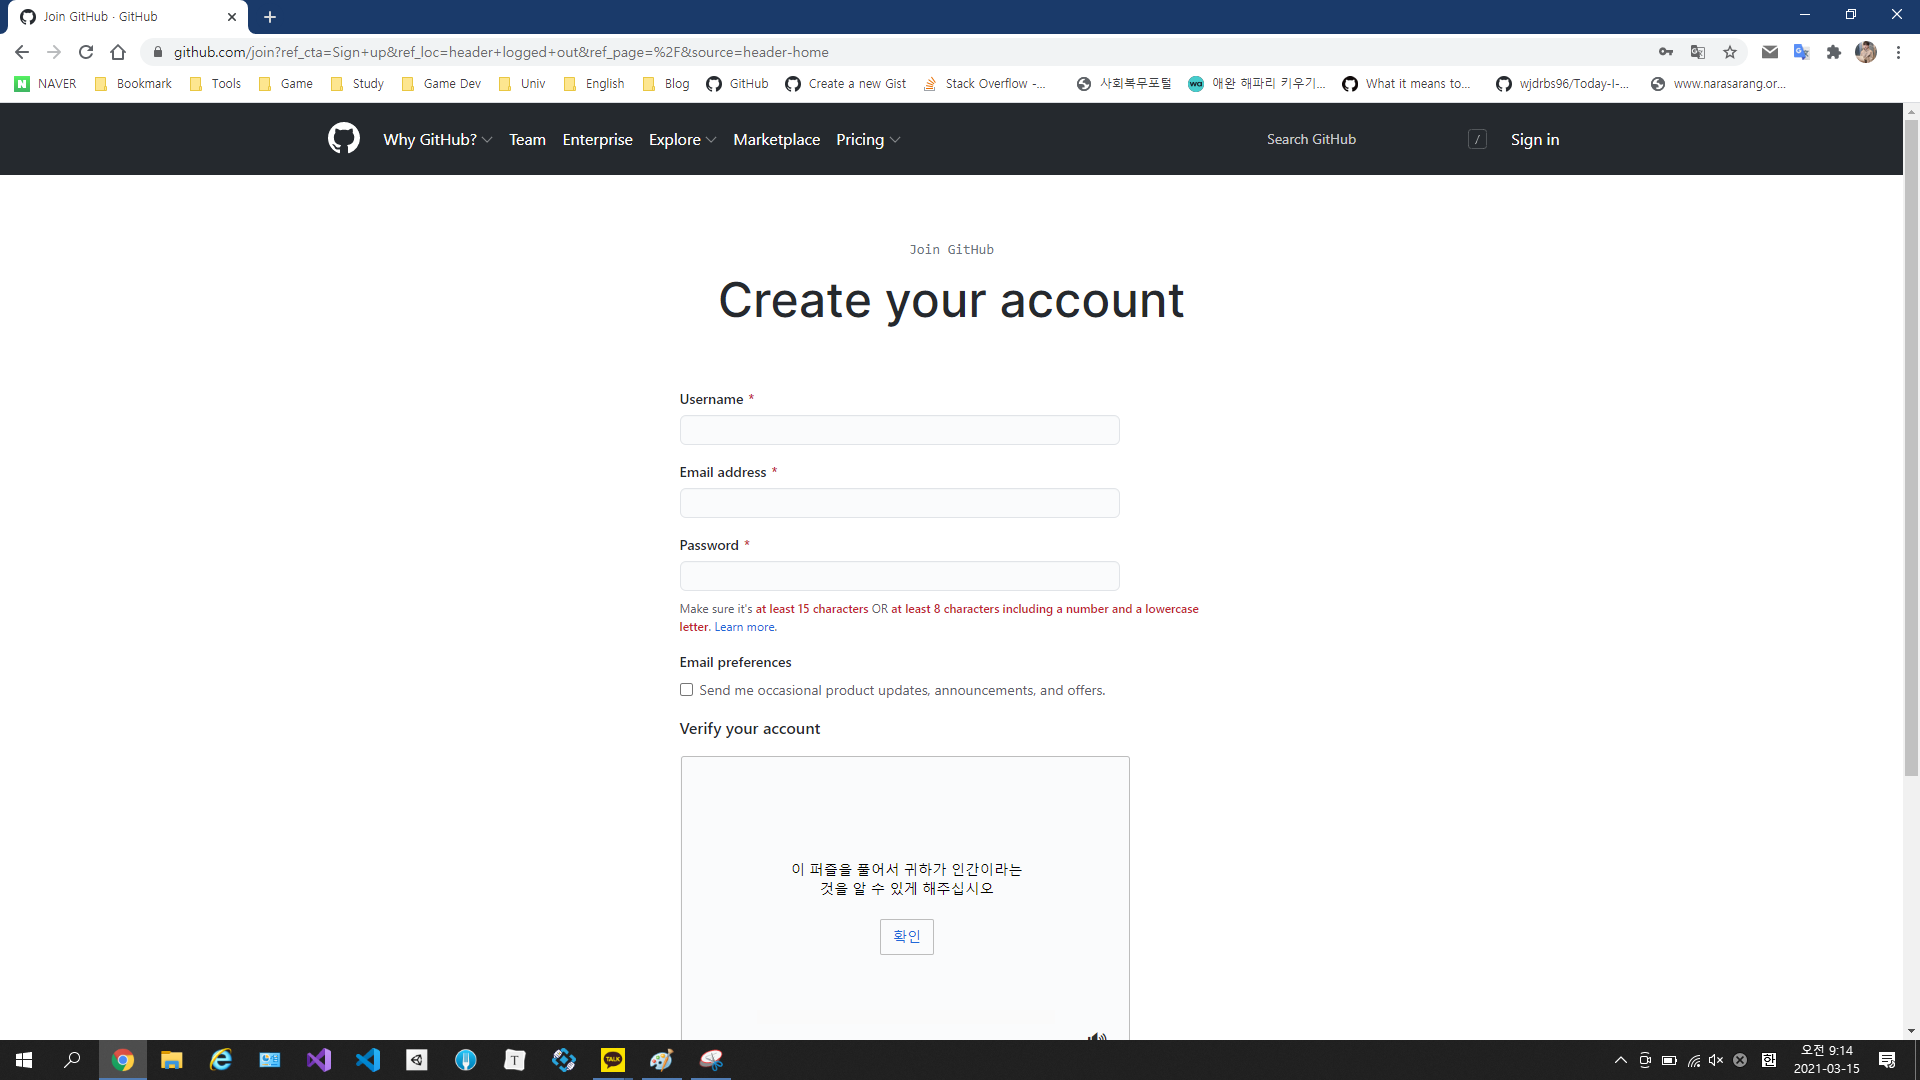 Join GitHub · GitHub
github.com/join?ref_cta=Sign+up&ref_loc=header+logged+out&ref_page=%2F&source=header-home
NAVER Bookmark Tools Game Study Game Dev Univ English Blog GitHub Create a new Gist Stack Overflow -... 사회복무포털 애완 해파리 키우기... What it means to... wjdrbs96/Today-I-... www.narasarang.or...
Why GitHub? Team Enterprise Explore Marketplace Pricing Search GitHub / Sign in
Join GitHub
Create your account
Username *
Email address *
Password *
Make sure it's at least 15 characters OR at least 8 characters including a number and a lowercase
letter. Learn more.
Email preferences
Send me occasional product updates, announcements, and offers.
Verify your account
이 퍼즐을 풀어서 귀하가 인간이라는
것을 알 수 있게 해주십시오
확인
TALK
한
오전 9:14
2021-03-15